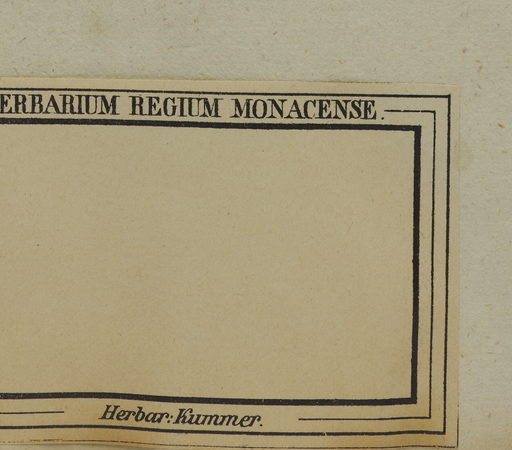 ERBARIUM REGIUM MONACENSE.
Herbar: Kummer.